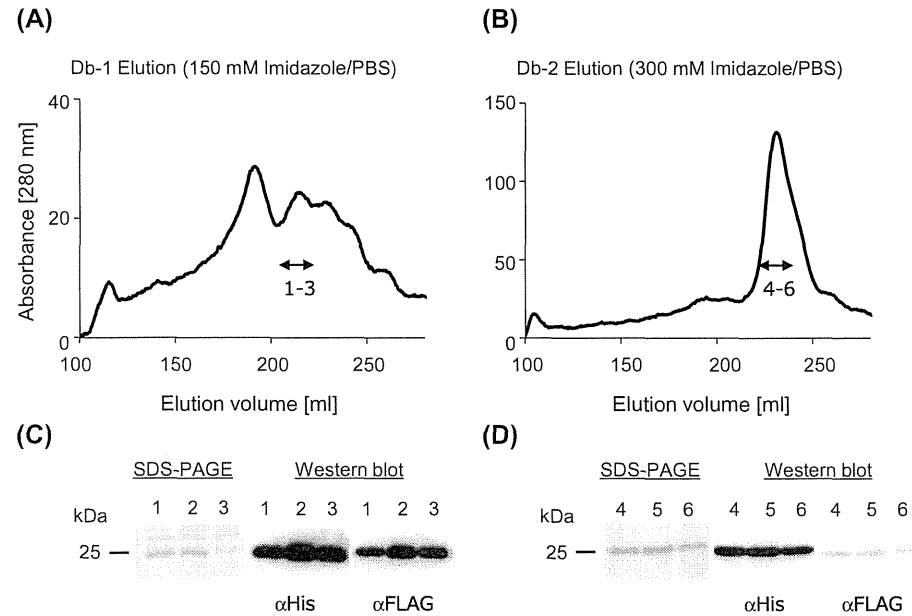 (A)
Db-1 Elution (150 mM Imidazole/PBS)
Absorbance [280 nm]
40
20
0
1-3
100 150 200 250
Elution volume [ml]
(B)
Db-2 Elution (300 mM Imidazole/PBS)
150
100
50
0
4-6
100 150 200 250
Elution volume [ml]
(C)
SDS-PAGE Western blot
kDa
1 2 3 1 2 3 1 2 3
25
αHis αFLAG
(D)
SDS-PAGE Western blot
kDa
4 5 6 4 5 6 4 5 6
25
αHis αFLAG